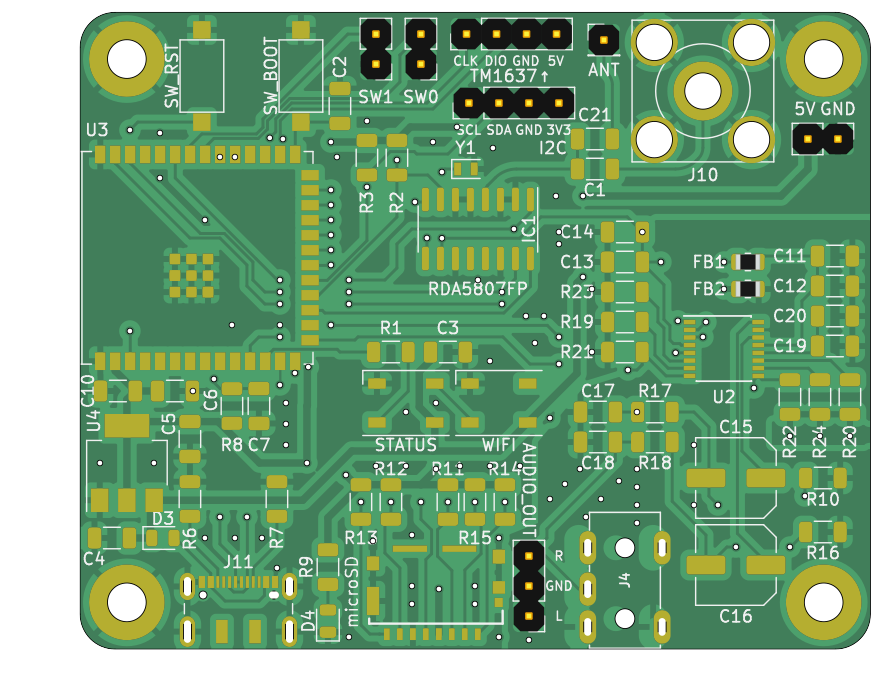 SW_RST
SW_BOOT
C2
SW1
SW0
CLK DIO GND 5V
TM1637↑
SCL SDA GND 3V3
I2C
Y1
ANT
C21
C1
J10
5V GND
U3
R3
R2
IC1
RDA5807FP
C14
C13
R23
R19
R21
FB1
FB2
C11
C12
C20
C19
U2
R1
C3
C10
U4
C5
C6
R8
C7
STATUS
WIFI
AUDIO_OUT
C17
R17
C18
R18
C15
R22
R24
R20
R10
R16
C16
R12
R11
R14
R13
R15
D3
R6
R7
C4
J11
R9
D4
microSD
R
GND
L
J4